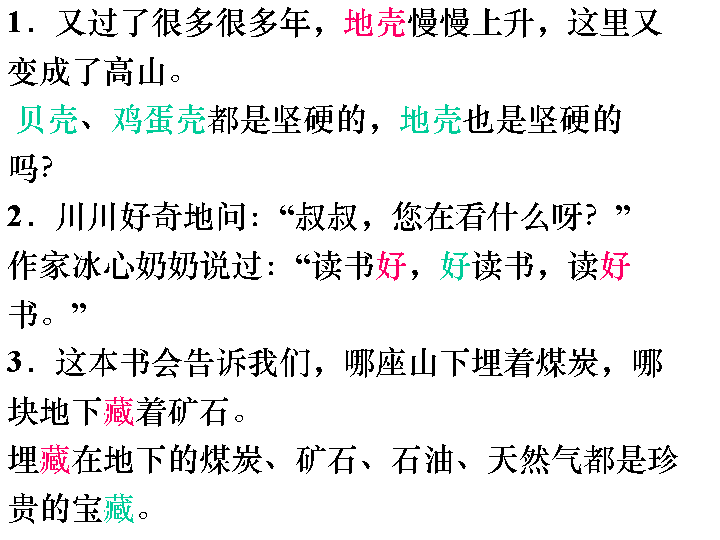 1．又过了很多很多年，地壳慢慢上升，这里又
变成了高山。
贝壳、鸡蛋壳都是坚硬的，地壳也是坚硬的
吗？
2．川川好奇地问：“叔叔，您在看什么呀？”
作家冰心奶奶说过：“读书好，好读书，读好
书。”
3．这本书会告诉我们，哪座山下埋着煤炭，哪
块地下藏着矿石。
埋藏在地下的煤炭、矿石、石油、天然气都是珍
贵的宝藏。